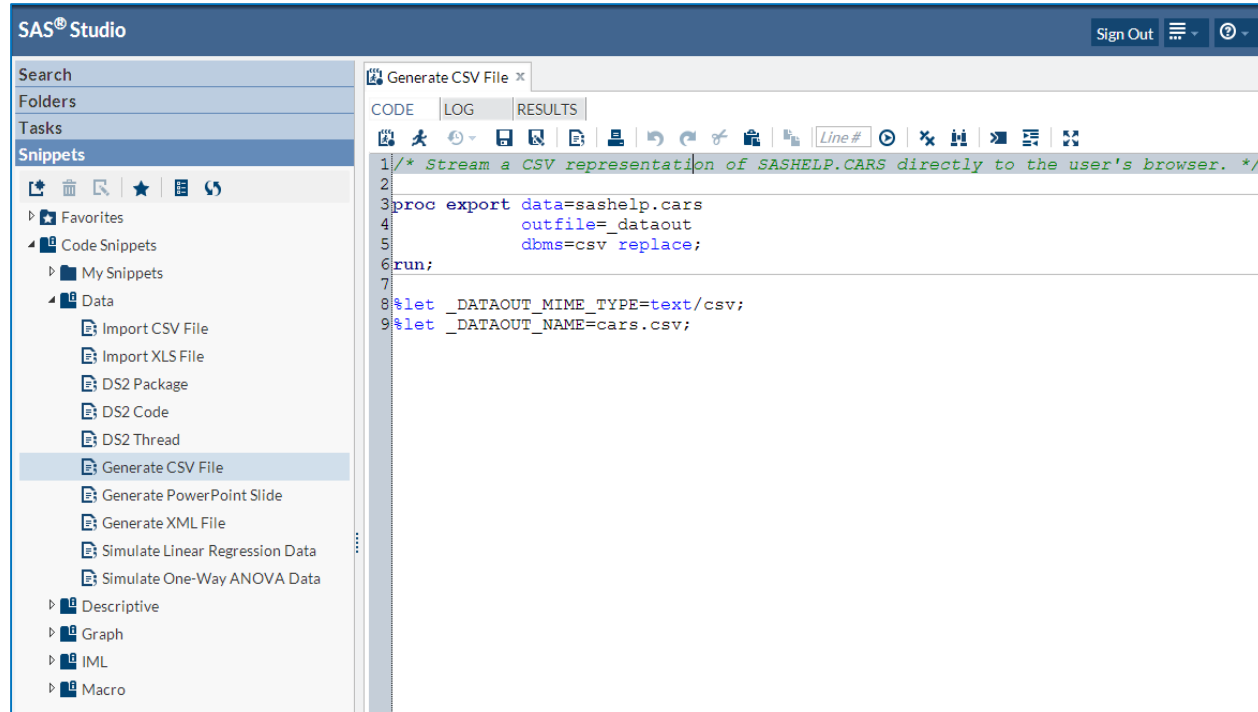 SAS® Studio
Sign Out
Search
Folders
Tasks
Snippets
Favorites
Code Snippets
My Snippets
Data
Import CSV File
Import XLS File
DS2 Package
DS2 Code
DS2 Thread
Generate CSV File
Generate PowerPoint Slide
Generate XML File
Simulate Linear Regression Data
Simulate One-Way ANOVA Data
Descriptive
Graph
IML
Macro
Generate CSV File ×
CODE LOG RESULTS
Line #
1 /* Stream a CSV representation of SASHELP.CARS directly to the user's browser. */
2
3 proc export data=sashelp.cars
4 outfile=_dataout
5 dbms=csv replace;
6 run;
7
8 %let _DATAOUT_MIME_TYPE=text/csv;
9 %let _DATAOUT_NAME=cars.csv;